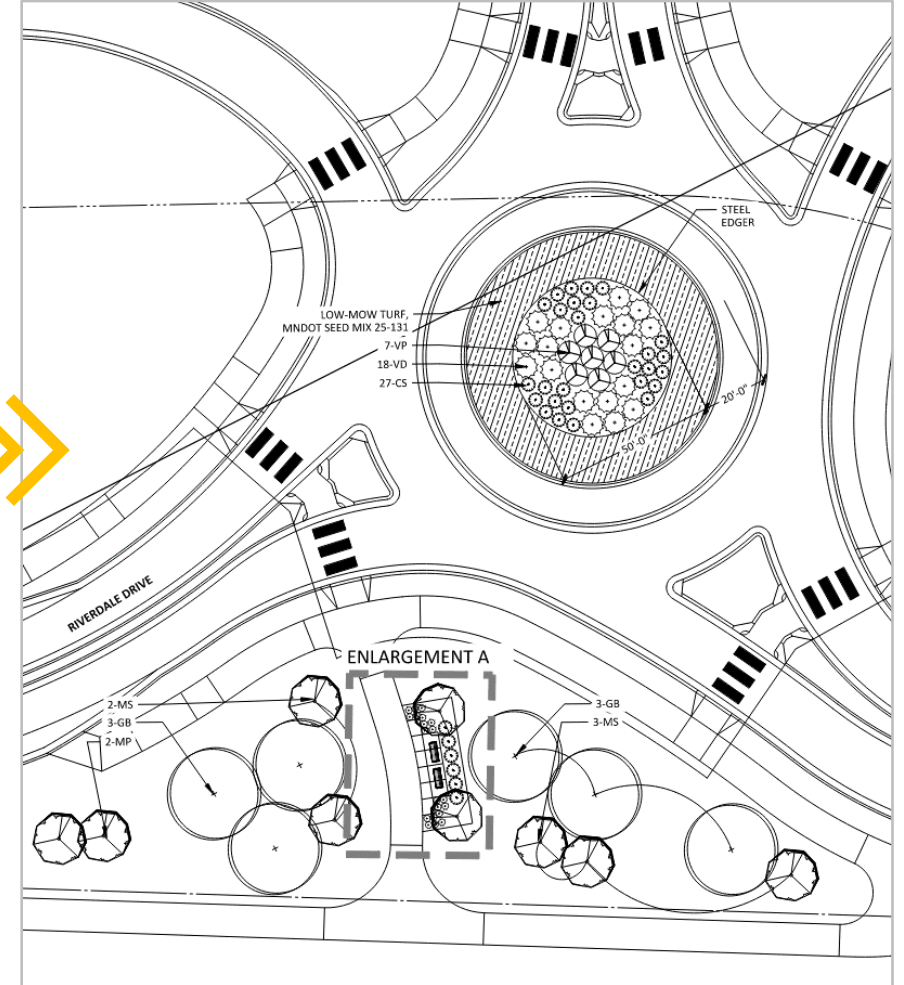 STEEL
EDGER
LOW-MOW TURF,
MNDOT SEED MIX 25-131
7-VP
18-VD
27-CS
20'-0"
50'-0"
RIVERDALE DRIVE
ENLARGEMENT A
2-MS
3-GB
2-MP
3-GB
3-MS